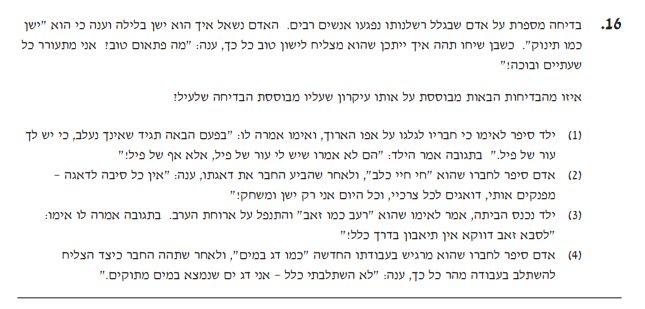 16. בדיחה מספרת על אדם שבגלל רשלנותו נפגעו אנשים רבים. האדם נשאל איך הוא ישן בלילה וענה כי הוא "ישן
כמו תינוק". כשבן שיחו תהה איך ייתכן שהוא מצליח לישון טוב כל כך, ענה: "מה פתאום טוב? אני מתעורר כל
שעתיים ובוכה!"
איזו מהבדיחות הבאות מבוססת על אותו עיקרון שעליו מבוססת הבדיחה שלעיל?
(1) ילד סיפר לאימו כי חבריו לגלגו על אפו הארוך, ואימו אמרה לו: "בפעם הבאה תגיד שאינך נעלב, כי יש לך
עור של פיל." בתגובה אמר הילד: "הם לא אמרו שיש לי עור של פיל, אלא אף של פיל!"
(2) אדם סיפר לחברו שהוא "חי חיי כלב", ולאחר שהביע החבר את דאגתו, ענה: "אין כל סיבה לדאגה –
מפנקים אותי, דואגים לכל צרכיי, וכל היום אני רק ישן ומשחק!"
(3) ילד נכנס הביתה, אמר לאימו שהוא "רעב כמו זאב" והתנפל על ארוחת הערב. בתגובה אמרה לו אימו:
"לסבא זאב דווקא אין תיאבון בדרך כלל!"
(4) אדם סיפר לחברו שהוא מרגיש בעבודתו החדשה "כמו דג במים", ולאחר שתהה החבר כיצד הצליח
להשתלב בעבודה מהר כל כך, ענה: "לא השתלבתי כלל – אני דג ים שנמצא במים מתוקים."